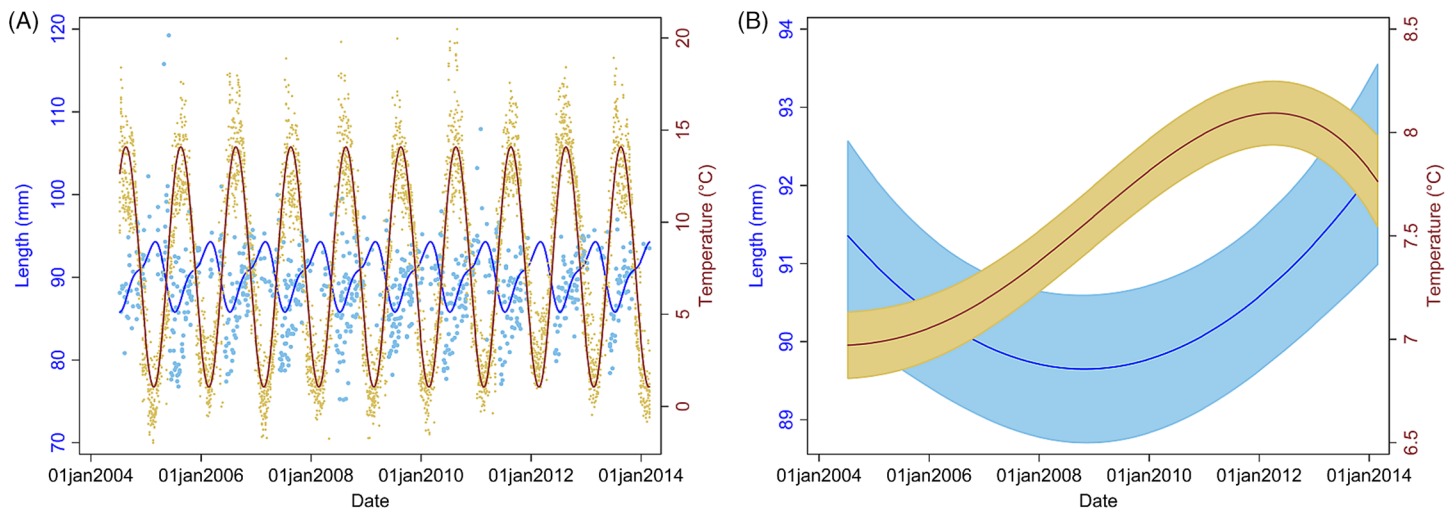 (A)
120
110
100
90
80
70
Length (mm)
20
15
10
5
0
Temperature (°C)
01jan2004 01jan2006 01jan2008 01jan2010 01jan2012 01jan2014
Date
(B)
94
93
92
91
90
89
Length (mm)
8.5
8
7.5
7
6.5
Temperature (°C)
01jan2004 01jan2006 01jan2008 01jan2010 01jan2012 01jan2014
Date